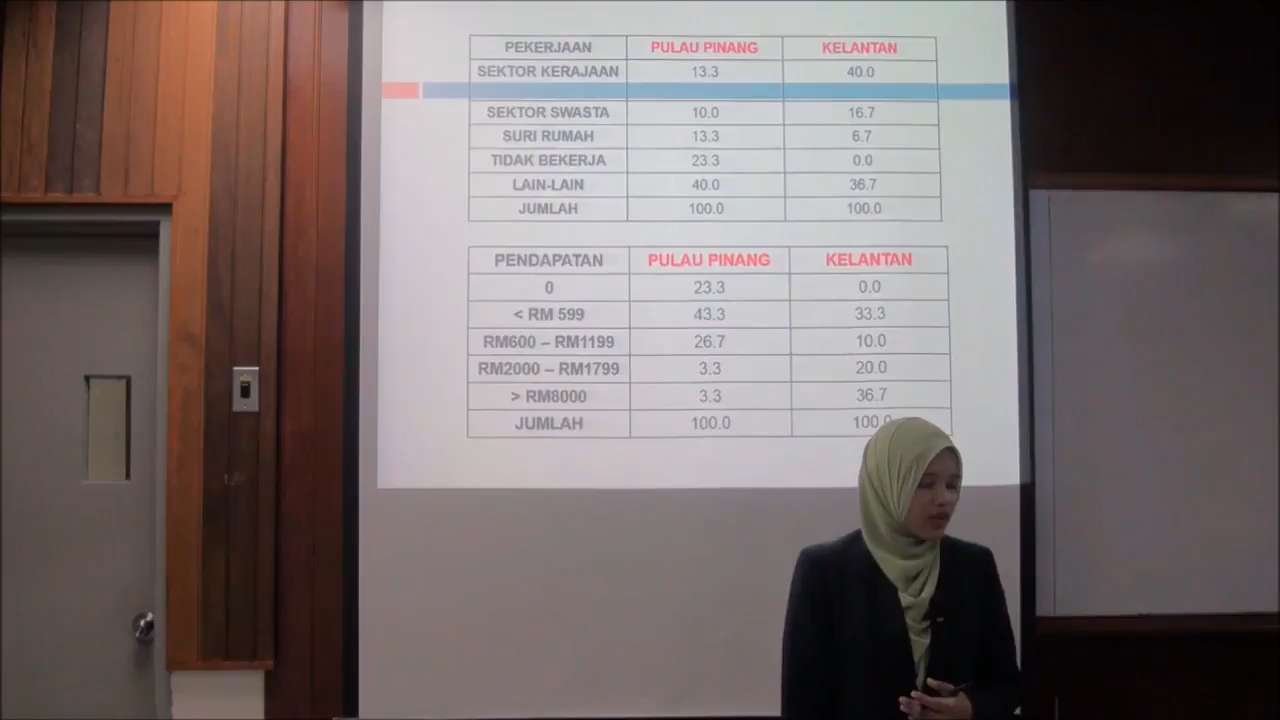 PEKERJAAN PULAU PINANG KELANTAN
SEKTOR KERAJAAN 13.3 40.0
SEKTOR SWASTA 10.0 16.7
SURI RUMAH 13.3 6.7
TIDAK BEKERJA 23.3 0.0
LAIN-LAIN 40.0 36.7
JUMLAH 100.0 100.0
PENDAPATAN PULAU PINANG KELANTAN
0 23.3 0.0
< RM 599 43.3 33.3
RM600 – RM1199 26.7 10.0
RM2000 – RM1799 3.3 20.0
> RM8000 3.3 36.7
JUMLAH 100.0 100.0